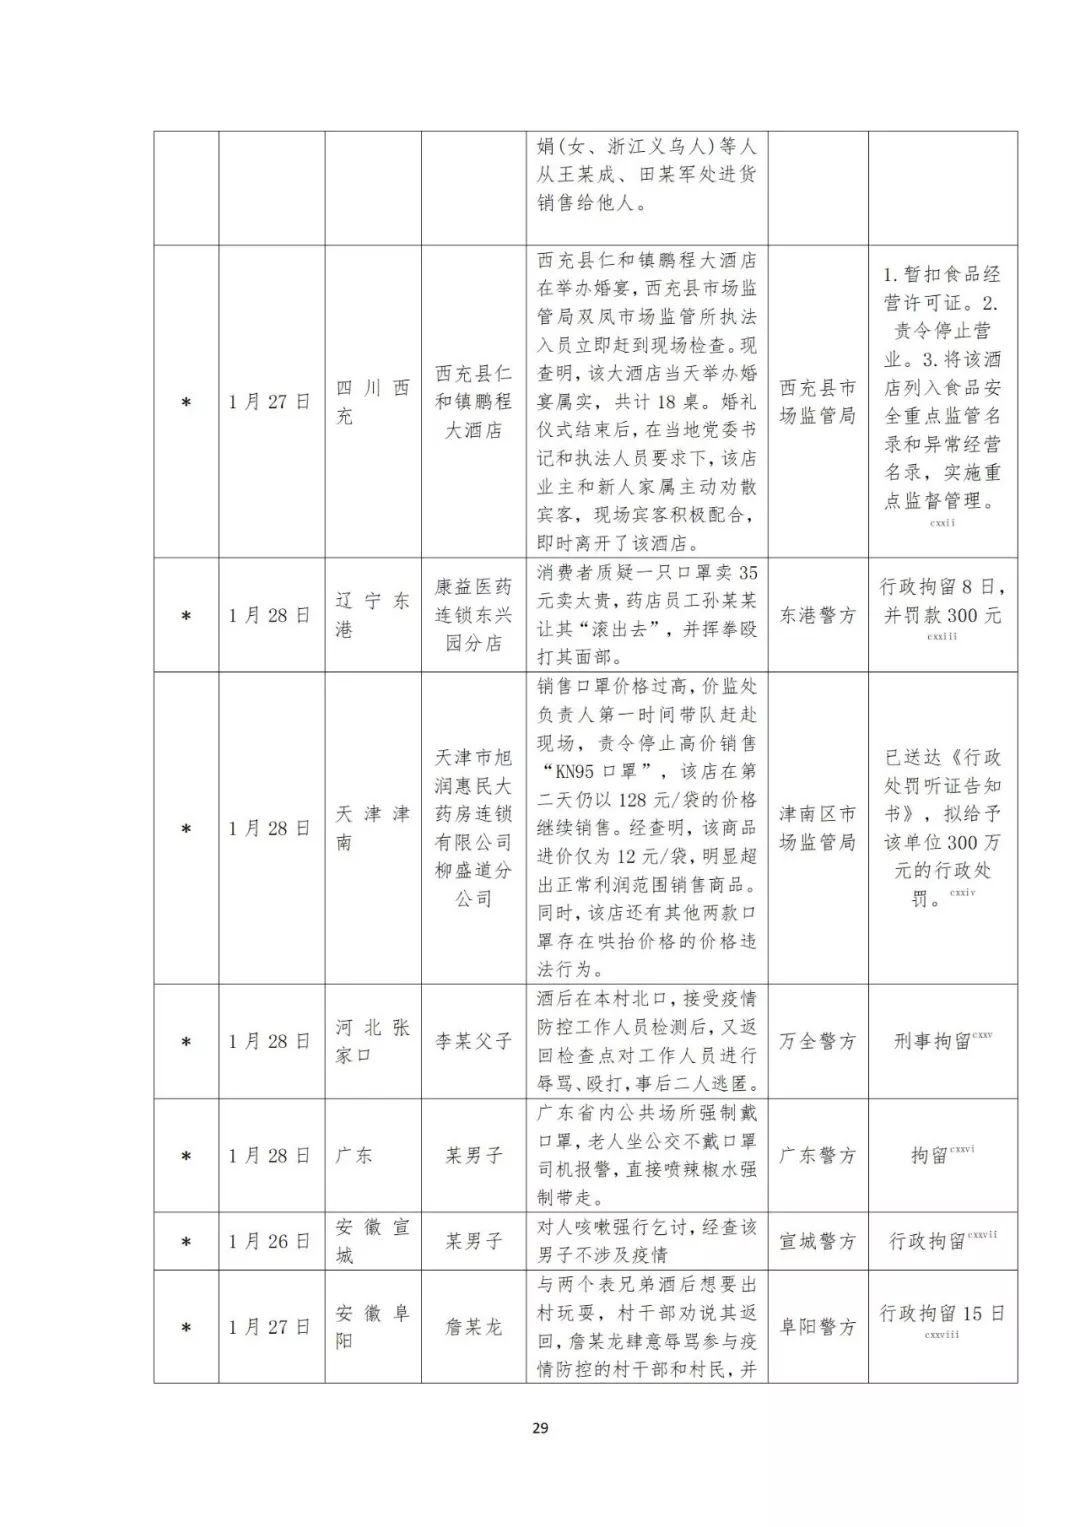 娟(女、浙江义乌人)等人
从王某成、田某军处进货
销售给他人。
*
1月27日
四川西
充
西充县仁
和镇鹏程
大酒店
西充县仁和镇鹏程大酒店
在举办婚宴,西充县市场监
管局双凤市场监管所执法
入员立即赶到现场检查。现
查明,该大酒店当天举办婚
宴属实,共计18桌。婚礼
仪式结束后,在当地党委书
记和执法人员要求下,该店
业主和新人家属主动劝散
宾客,现场宾客积极配合,
即时离开了该酒店。
西充县市
场监管局
1.暂扣食品经
营许可证。2.
责令停止营
业。3.将该酒
店列入食品安
全重点监管名
录和异常经营
名录,实施重
点监督管理。
cxxii
*
1月28日
辽宁东
港
康益医药
连锁东兴
园分店
消费者质疑一只口罩卖35
元卖太贵,药店员工孙某某
让其“滚出去”,并挥拳殴
打其面部。
东港警方
行政拘留8日,
并罚款300元
cxxiii
*
1月28日
天津津
南
天津市旭
润惠民大
药房连锁
有限公司
柳盛道分
公司
销售口罩价格过高,价监处
负责人第一时间带队赶赴
现场,责令停止高价销售
“KN95口罩”,该店在第
二天仍以128元/袋的价格
继续销售。经查明,该商品
进价仅为12元/袋,明显超
出正常利润范围销售商品。
同时,该店还有其他两款口
罩存在哄抬价格的价格违
法行为。
津南区市
场监管局
已送达《行政
处罚听证告知
书》,拟给予
该单位300万
元的行政处
罚。cxxiv
*
1月28日
河北张
家口
李某父子
酒后在本村北口,接受疫情
防控工作人员检测后,又返
回检查点对工作人员进行
辱骂、殴打,事后二人逃匿。
万全警方
刑事拘留cxxv
*
1月28日
广东
某男子
广东省内公共场所强制戴
口罩,老人坐公交不戴口罩
司机报警,直接喷辣椒水强
制带走。
广东警方
拘留cxxvi
*
1月26日
安徽宣
城
某男子
对人咳嗽强行乞讨,经查该
男子不涉及疫情
宣城警方
行政拘留cxxvii
*
1月27日
安徽阜
阳
詹某龙
与两个表兄弟酒后想要出
村玩耍,村干部劝说其返
回,詹某龙肆意辱骂参与疫
情防控的村干部和村民,并
阜阳警方
行政拘留15日
cxxviii
29